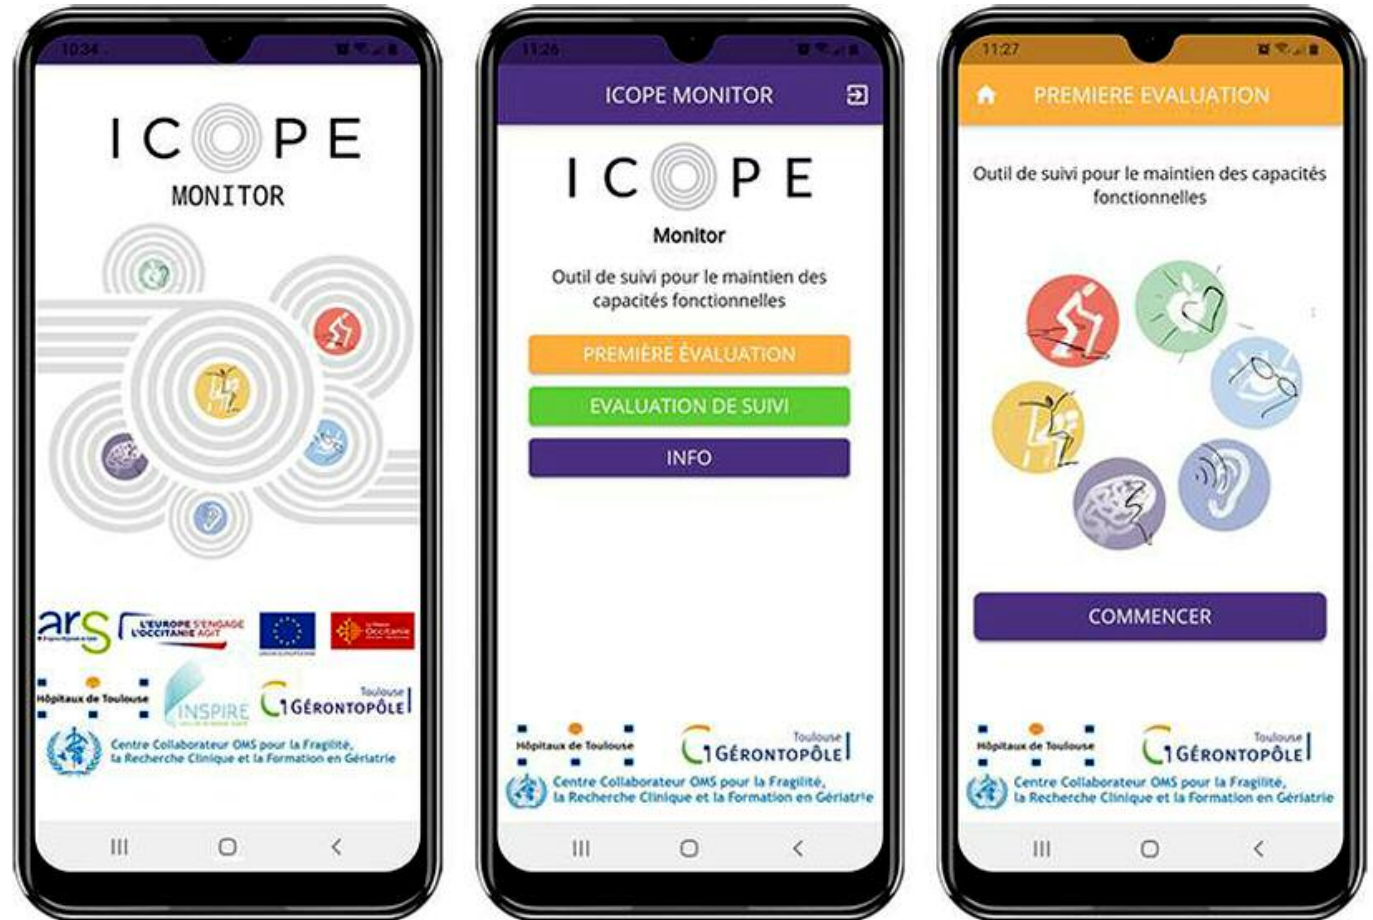 10:34
ICOPE
MONITOR
ars
L'EUROPE S'ENGAGE
L'OCCITANIE AGIT
UNION EUROPÉENNE
Occitanie
Hôpitaux de Toulouse
INSPIRE
Toulouse
GÉRONTOPÔLE
Centre Collaborateur OMS pour la Fragilité,
la Recherche Clinique et la Formation en Gériatrie
11:26
ICOPE MONITOR
ICOPE
Monitor
Outil de suivi pour le maintien des
capacités fonctionnelles
PREMIÈRE ÉVALUATION
EVALUATION DE SUIVI
INFO
Hôpitaux de Toulouse
Toulouse
GÉRONTOPÔLE
Centre Collaborateur OMS pour la Fragilité,
la Recherche Clinique et la Formation en Gériatrie
11:27
PREMIERE EVALUATION
Outil de suivi pour le maintien des capacités
fonctionnelles
COMMENCER
Hôpitaux de Toulouse
Toulouse
GÉRONTOPÔLE
Centre Collaborateur OMS pour la Fragilité,
la Recherche Clinique et la Formation en Gériatrie